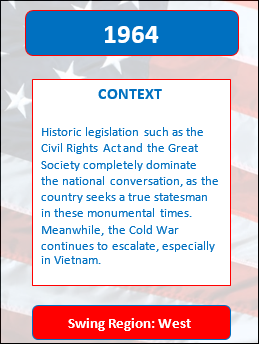 1964
CONTEXT
Historic legislation such as the
Civil Rights Act and the Great
Society completely dominate
the national conversation, as the
country seeks a true statesman
in these monumental times.
Meanwhile, the Cold War
continues to escalate, especially
in Vietnam.
Swing Region: West